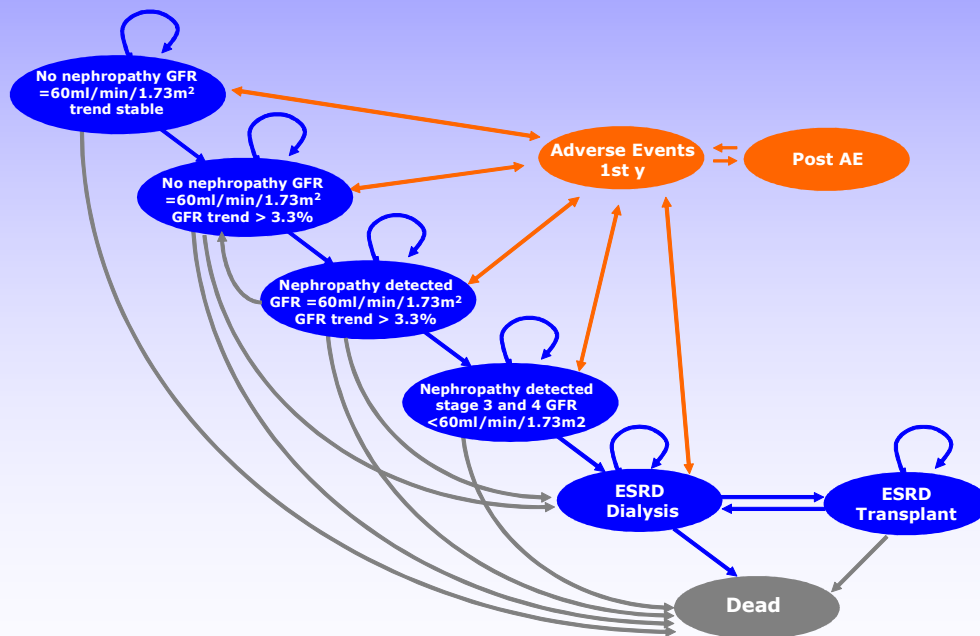 No nephropathy GFR
=60ml/min/1.73m²
trend stable
Adverse Events
1st y
Post AE
No nephropathy GFR
=60ml/min/1.73m²
GFR trend > 3.3%
Nephropathy detected
GFR =60ml/min/1.73m²
GFR trend > 3.3%
Nephropathy detected
stage 3 and 4 GFR
<60ml/min/1.73m2
ESRD
Dialysis
ESRD
Transplant
Dead